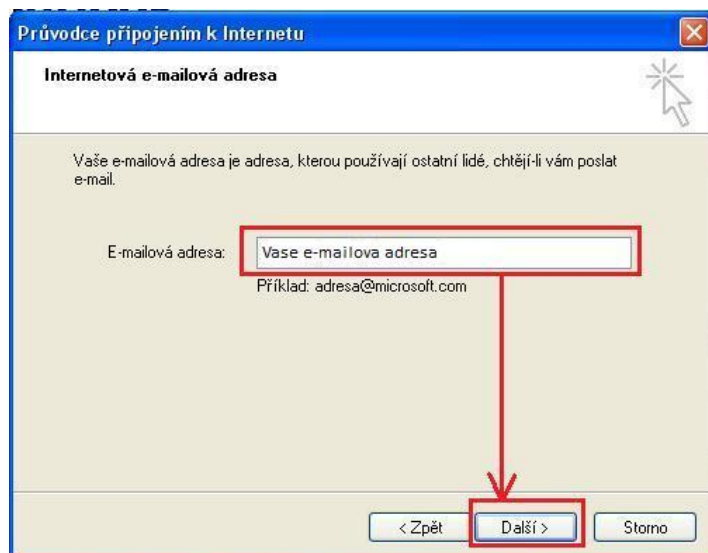 Průvodce připojením k Internetu
Internetová e-mailová adresa
Vaše e-mailová adresa je adresa, kterou používají ostatní lidé, chtějí-li vám poslat
e-mail.
E-mailová adresa: Vase e-mailova adresa
Příklad: adresa@microsoft.com
< Zpět Další > Storno